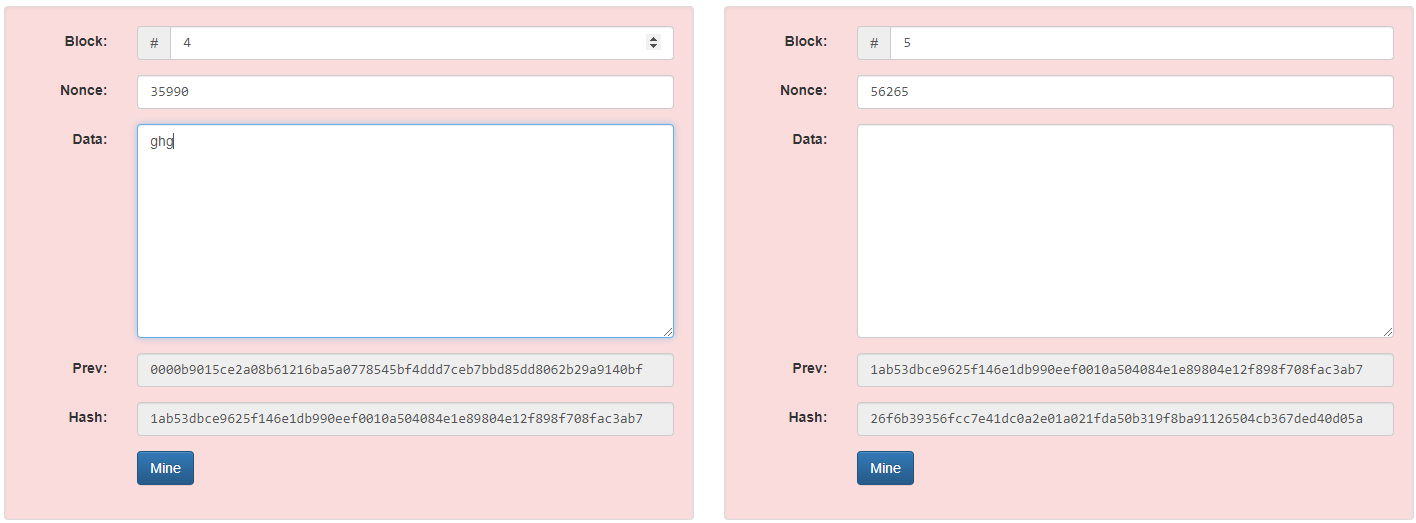 Block: # 4
Nonce: 35990
Data: ghg
Prev: 0000b9015ce2a08b61216ba5a0778545bf4ddd7ceb7bbd85dd8062b29a9140bf
Hash: 1ab53dbce9625f146e1db990eef0010a504084e1e89804e12f898f708fac3ab7
Mine
Block: # 5
Nonce: 56265
Data:
Prev: 1ab53dbce9625f146e1db990eef0010a504084e1e89804e12f898f708fac3ab7
Hash: 26f6b39356fcc7e41dc0a2e01a021fda50b319f8ba91126504cb367ded40d05a
Mine